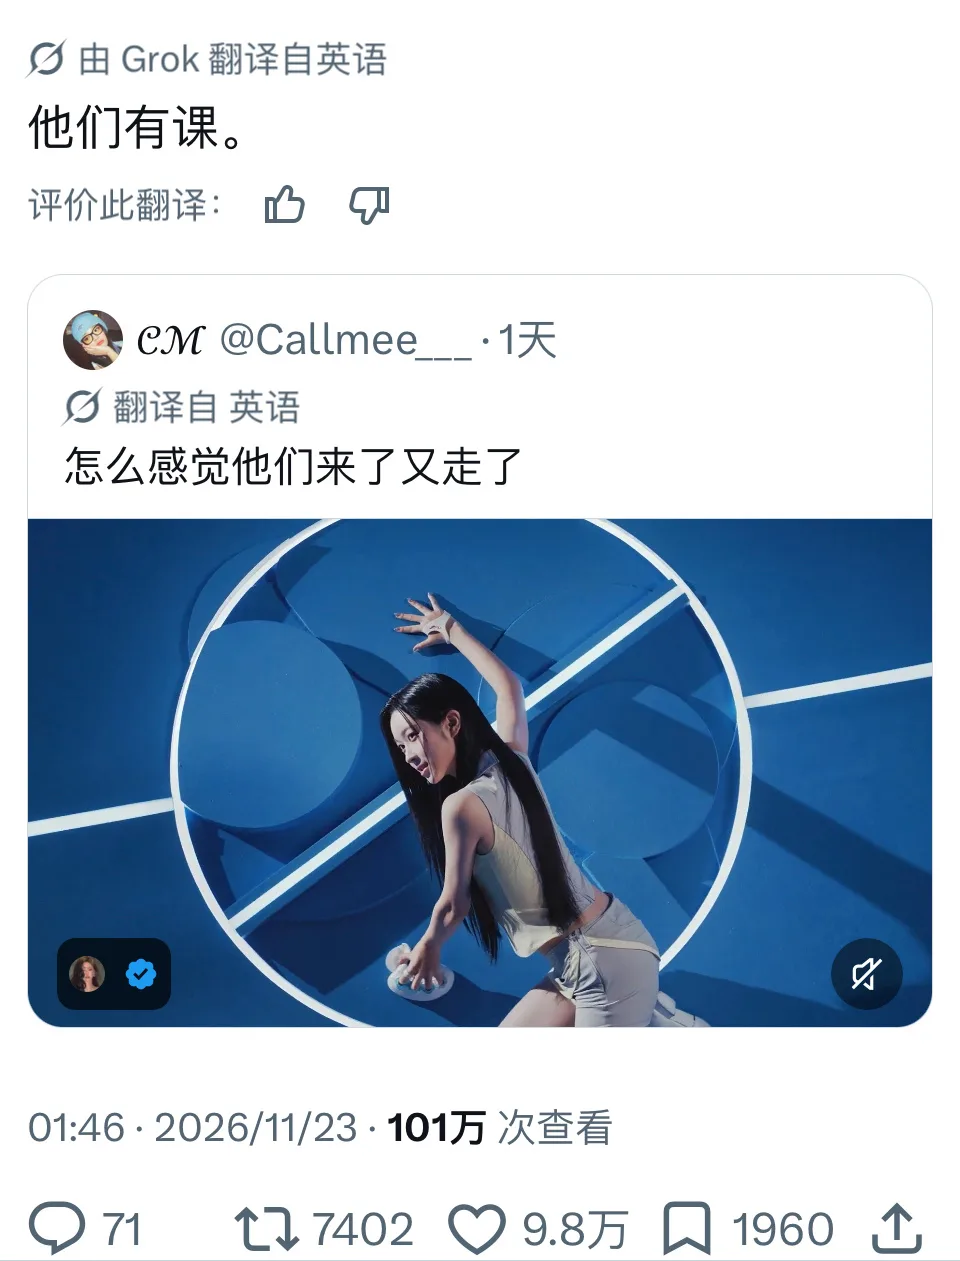 由 Grok 翻译自英语
他们有课。
评价此翻译：
𝒞ℳ @Callmee___ · 1天
翻译自 英语
怎么感觉他们来了又走了
01:46 · 2026/11/23 · 101万 次查看
71 7402 9.8万 1960